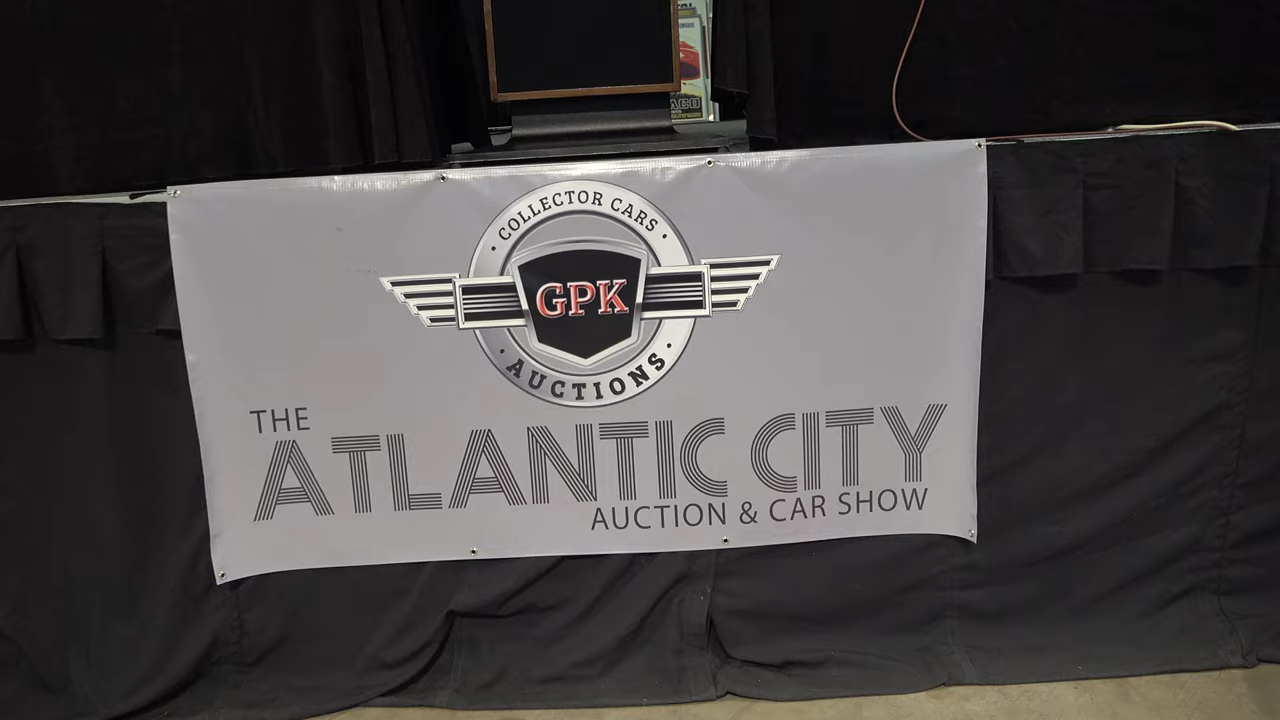 COLLECTOR CARS
GPK
AUCTIONS
THE
ATLANTIC CITY
AUCTION & CAR SHOW